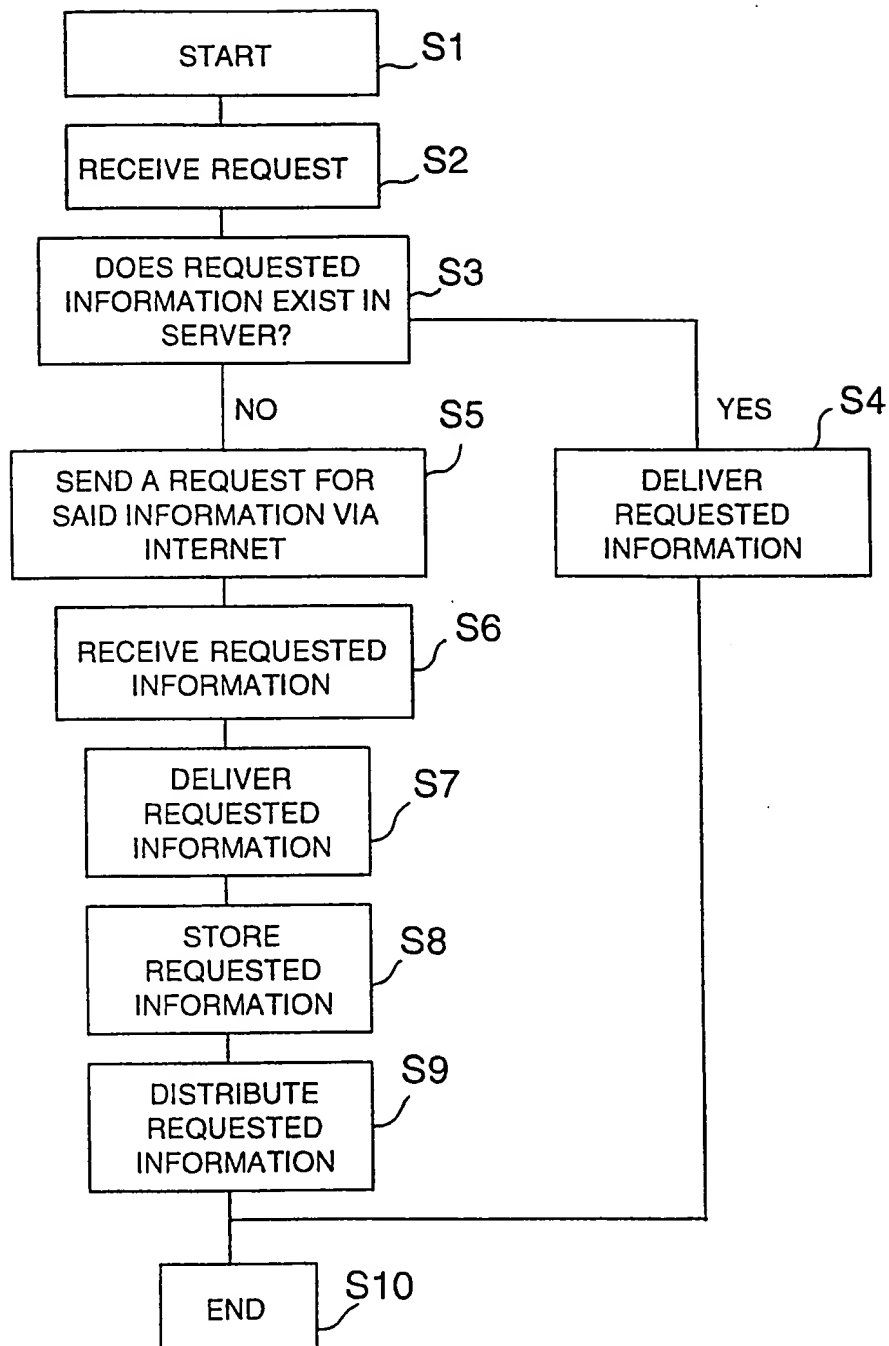 START
S1
RECEIVE REQUEST
S2
DOES REQUESTED
INFORMATION EXIST IN
SERVER?
S3
NO
YES
S5
S4
SEND A REQUEST FOR
SAID INFORMATION VIA
INTERNET
DELIVER
REQUESTED
INFORMATION
S6
RECEIVE REQUESTED
INFORMATION
S7
DELIVER
REQUESTED
INFORMATION
S8
STORE
REQUESTED
INFORMATION
S9
DISTRIBUTE
REQUESTED
INFORMATION
S10
END